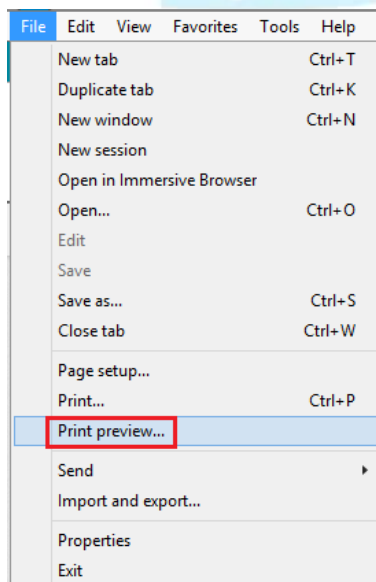 File Edit View Favorites Tools Help
New tab Ctrl+T
Duplicate tab Ctrl+K
New window Ctrl+N
New session
Open in Immersive Browser
Open... Ctrl+O
Edit
Save
Save as... Ctrl+S
Close tab Ctrl+W
Page setup...
Print... Ctrl+P
Print preview...
Send
Import and export...
Properties
Exit